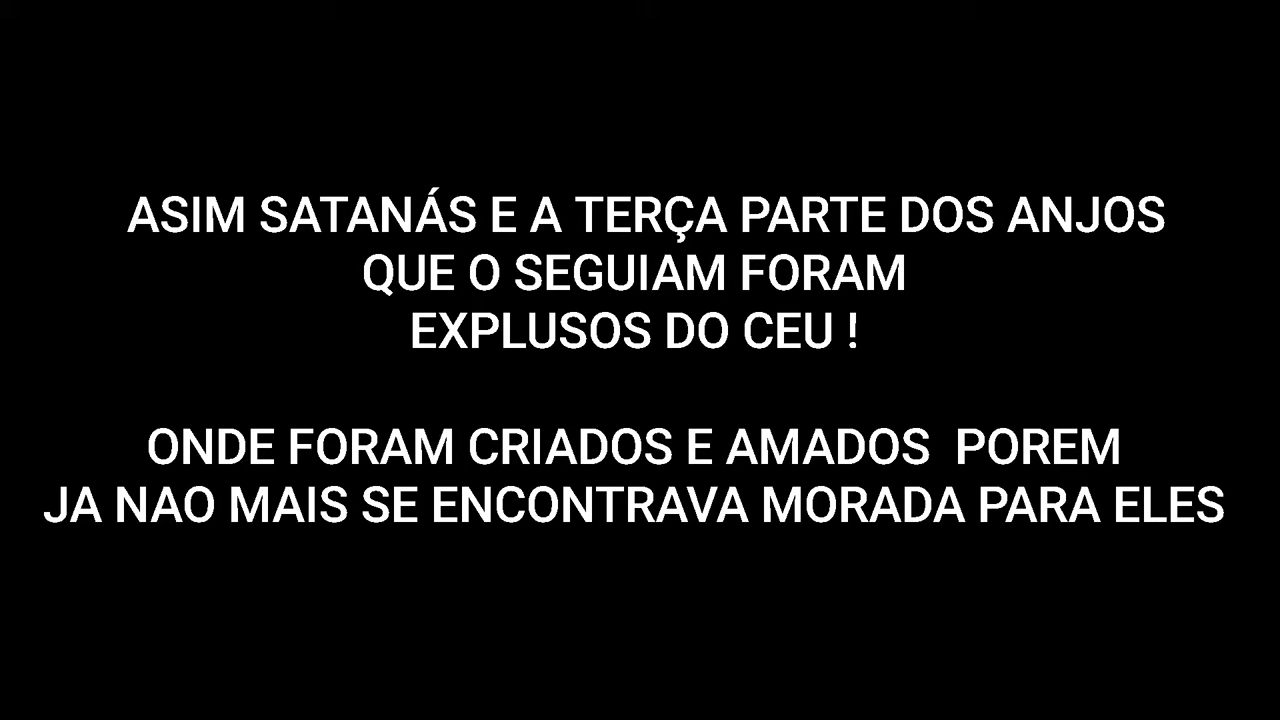 ASIM SATANÁS E A TERÇA PARTE DOS ANJOS
QUE O SEGUIAM FORAM
EXPLUSOS DO CEU !
ONDE FORAM CRIADOS E AMADOS  POREM
JA NAO MAIS SE ENCONTRAVA MORADA PARA ELES